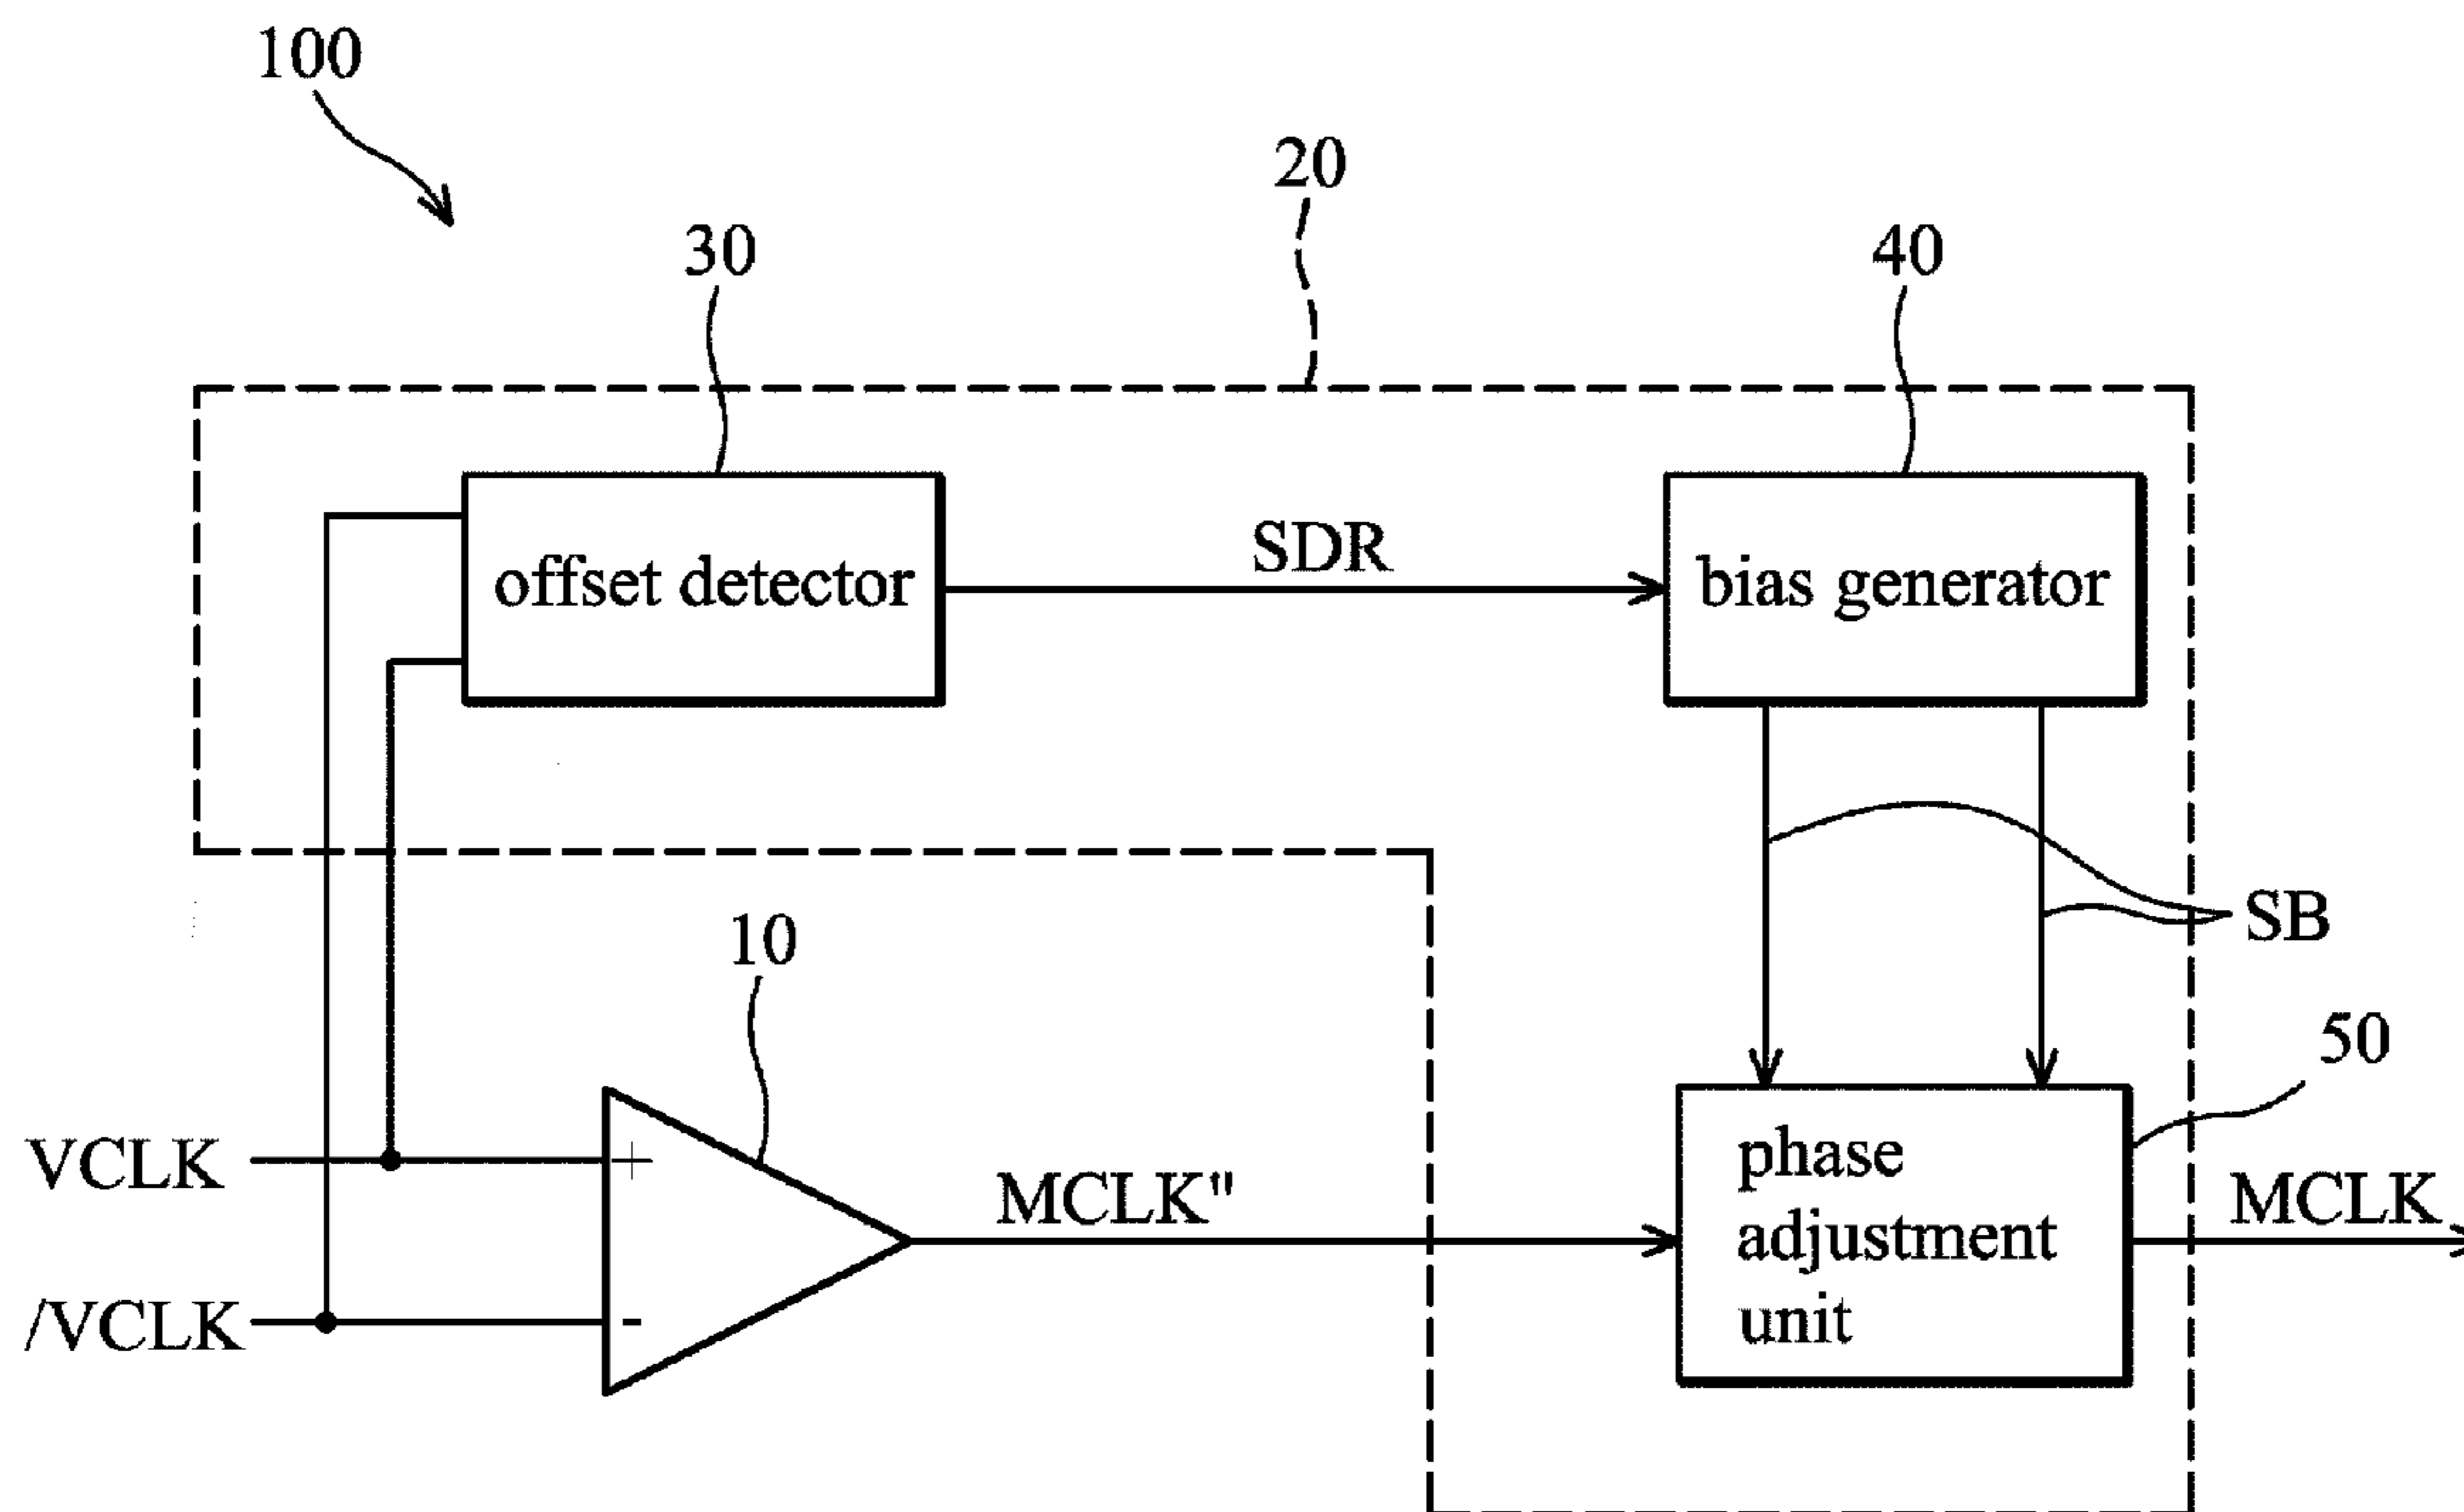 100
20
30
40
offset detector
SDR
bias generator
SB
10
50
VCLK
+
MCLK"
phase
adjustment
unit
MCLK
/VCLK
-